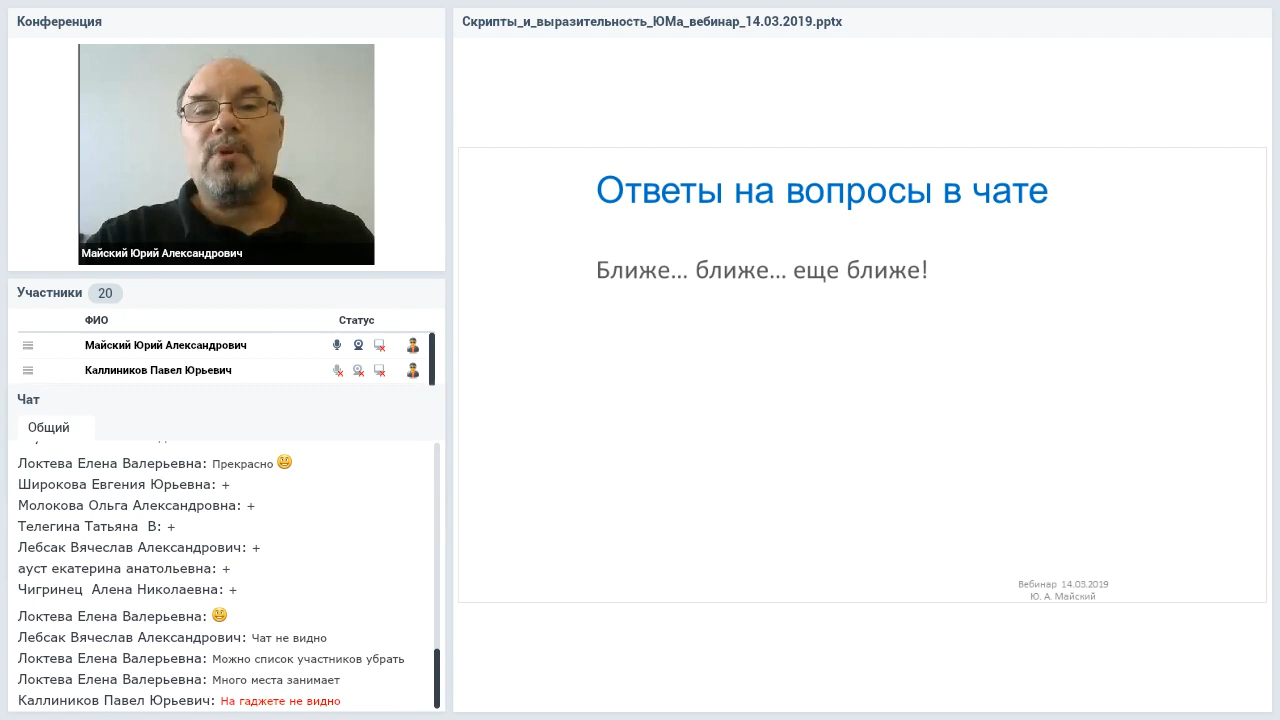 Конференция
Майский Юрий Александрович
Участники 20
ФИО Статус
Майский Юрий Александрович
Каллиников Павел Юрьевич
Чат
Общий
Локтева Елена Валерьевна: Прекрасно
Широкова Евгения Юрьевна: +
Молокова Ольга Александровна: +
Телегина Татьяна В: +
Лебсак Вячеслав Александрович: +
ауст екатерина анатольевна: +
Чигринец Алена Николаевна: +
Локтева Елена Валерьевна:
Лебсак Вячеслав Александрович: Чат не видно
Локтева Елена Валерьевна: Можно список участников убрать
Локтева Елена Валерьевна: Много места занимает
Каллиников Павел Юрьевич: На гаджете не видно
Скрипты_и_выразительность_ЮМа_вебинар_14.03.2019.pptx
Ответы на вопросы в чате
Ближе... ближе... еще ближе!
Вебинар 14.03.2019
Ю. А. Майский